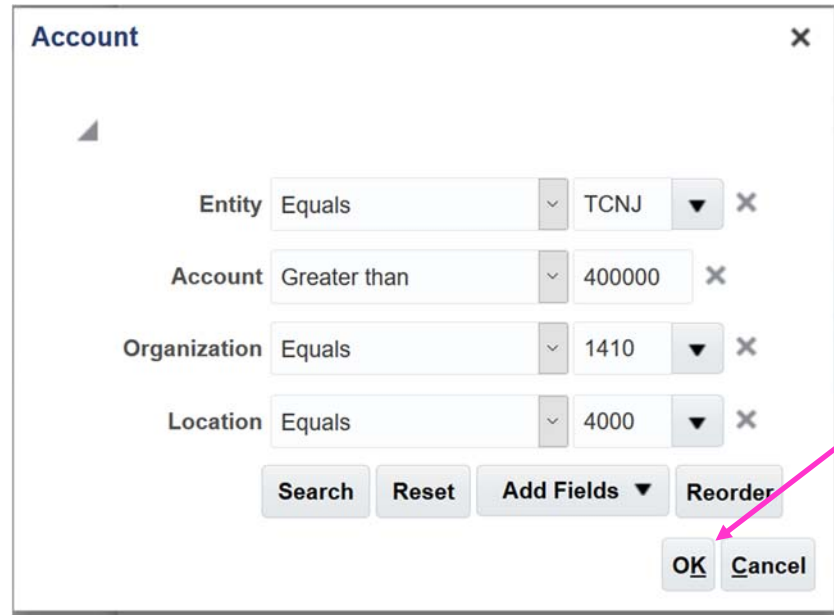 Account
Entity Equals TCNJ
Account Greater than 400000
Organization Equals 1410
Location Equals 4000
Search Reset Add Fields Reorder
OK Cancel